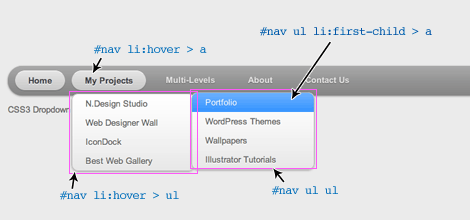 #nav ul li:first-child > a
#nav li:hover > a
Home My Projects Multi-Levels About Contact Us
CSS3 Dropdown
N.Design Studio
Web Designer Wall
IconDock
Best Web Gallery
Portfolio
WordPress Themes
Wallpapers
Illustrator Tutorials
#nav li:hover > ul
#nav ul ul